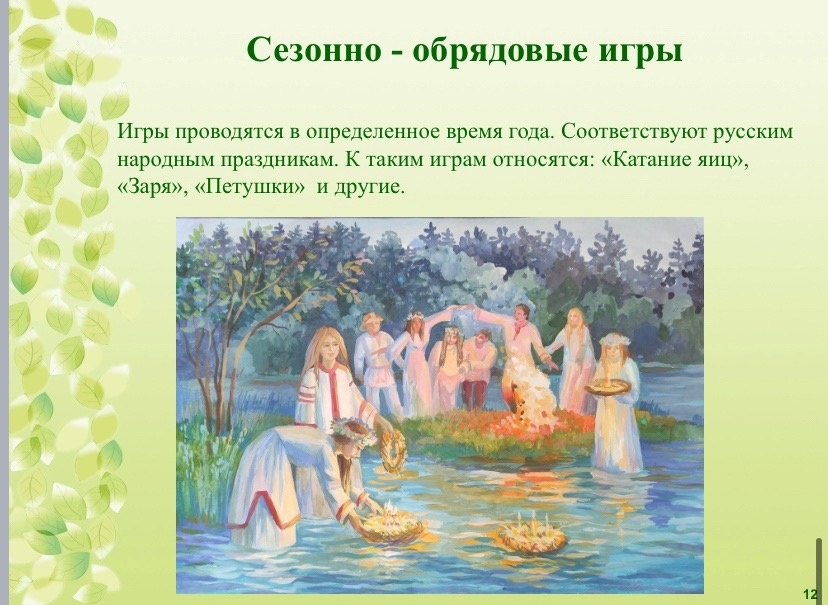 Сезонно - обрядовые игры
Игры проводятся в определенное время года. Соответствуют русским
народным праздникам. К таким играм относятся: «Катание яиц»,
«Заря», «Петушки»  и другие.
12